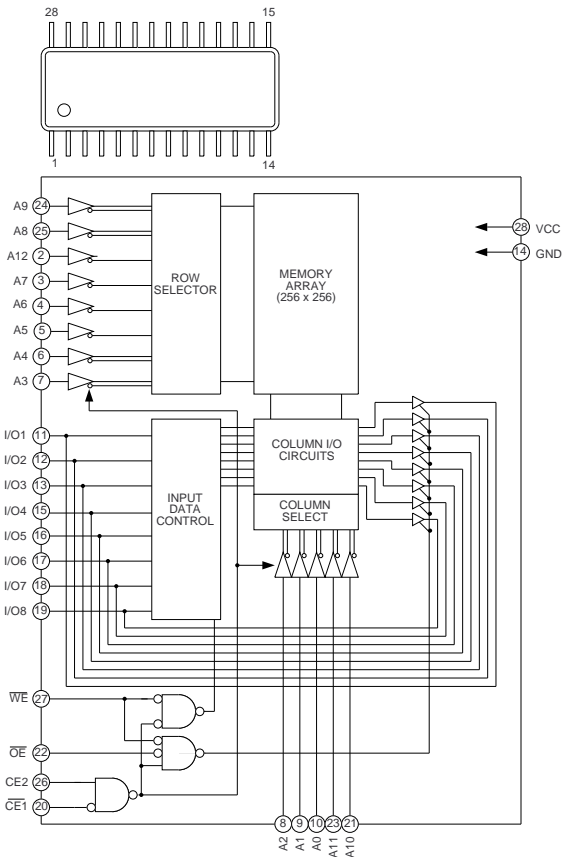 28 15
1 14
A9 24
A8 25
A12 2
A7 3
A6 4
A5 5
A4 6
A3 7
ROW
SELECTOR
MEMORY
ARRAY
(256 x 256)
28 VCC
14 GND
I/O1 11
I/O2 12
I/O3 13
I/O4 15
I/O5 16
I/O6 17
I/O7 18
I/O8 19
INPUT
DATA
CONTROL
COLUMN I/O
CIRCUITS
COLUMN
SELECT
WE 27
OE 22
CE2 26
CE1 20
8 9 10 23 21
A2 A1 A0 A11 A10